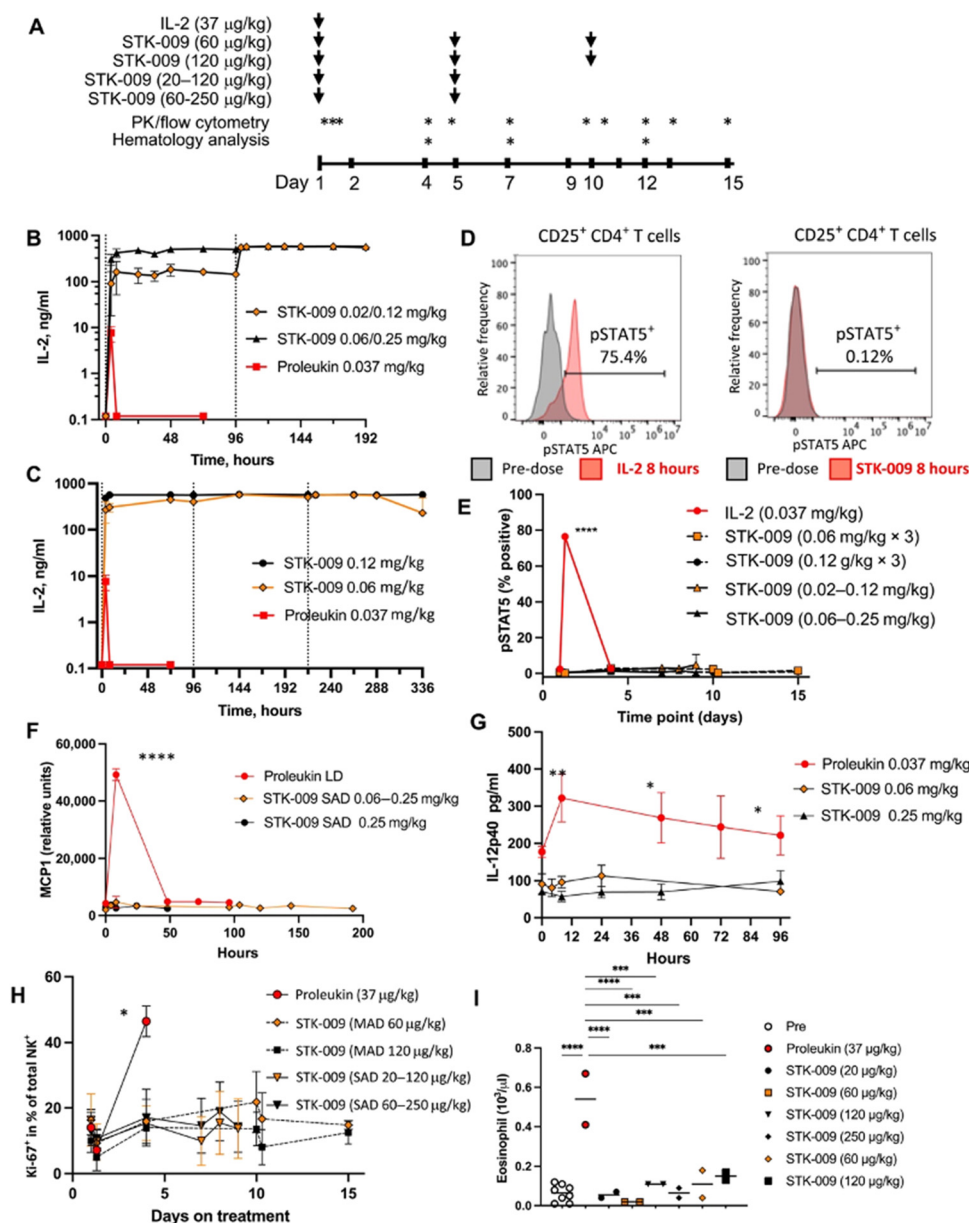 A
IL-2 (37 μg/kg)
STK-009 (60 μg/kg)
STK-009 (120 μg/kg)
STK-009 (20–120 μg/kg)
STK-009 (60-250 μg/kg)
PK/flow cytometry *** * * * * * * * *
Hematology analysis * * *
Day 1 2 4 5 7 9 10 12 15
B
IL-2, ng/ml
1000
100
10
1
0.1
STK-009 0.02/0.12 mg/kg
STK-009 0.06/0.25 mg/kg
Proleukin 0.037 mg/kg
0 48 96 144 192
Time, hours
C
IL-2, ng/ml
1000
100
10
1
0.1
STK-009 0.12 mg/kg
STK-009 0.06 mg/kg
Proleukin 0.037 mg/kg
0 48 96 144 192 240 288 336
Time, hours
D
CD25⁺ CD4⁺ T cells
Relative frequency
100
80
60
40
20
0
pSTAT5⁺
75.4%
0 10⁴ 10⁵ 10⁶ 10⁷
pSTAT5 APC
Pre-dose IL-2 8 hours
CD25⁺ CD4⁺ T cells
Relative frequency
100
80
60
40
20
0
pSTAT5⁺
0.12%
0 10⁴ 10⁵ 10⁶ 10⁷
pSTAT5 APC
Pre-dose STK-009 8 hours
E
pSTAT5 (% positive)
100
80
60
40
20
0
****
IL-2 (0.037 mg/kg)
STK-009 (0.06 mg/kg × 3)
STK-009 (0.12 g/kg × 3)
STK-009 (0.02–0.12 mg/kg)
STK-009 (0.06–0.25 mg/kg)
0 5 10 15
Time point (days)
F
MCP1 (relative units)
60,000
40,000
20,000
0
****
Proleukin LD
STK-009 SAD 0.06–0.25 mg/kg
STK-009 SAD 0.25 mg/kg
0 50 100 150 200
Hours
G
IL-12p40 pg/ml
500
400
300
200
100
0
** * *
Proleukin 0.037 mg/kg
STK-009 0.06 mg/kg
STK-009 0.25 mg/kg
0 12 24 36 48 60 72 84 96
Hours
H
Ki-67⁺ in % of total NK⁺
60
40
20
0
*
Proleukin (37 μg/kg)
STK-009 (MAD 60 μg/kg)
STK-009 (MAD 120 μg/kg)
STK-009 (SAD 20–120 μg/kg)
STK-009 (SAD 60–250 μg/kg)
0 5 10 15
Days on treatment
I
***
****
***
***
**** **** ***
Eosinophil (10³/μl)
0.8
0.6
0.4
0.2
0.0
Pre
Proleukin (37 μg/kg)
STK-009 (20 μg/kg)
STK-009 (60 μg/kg)
STK-009 (120 μg/kg)
STK-009 (250 μg/kg)
STK-009 (60 μg/kg)
STK-009 (120 μg/kg)